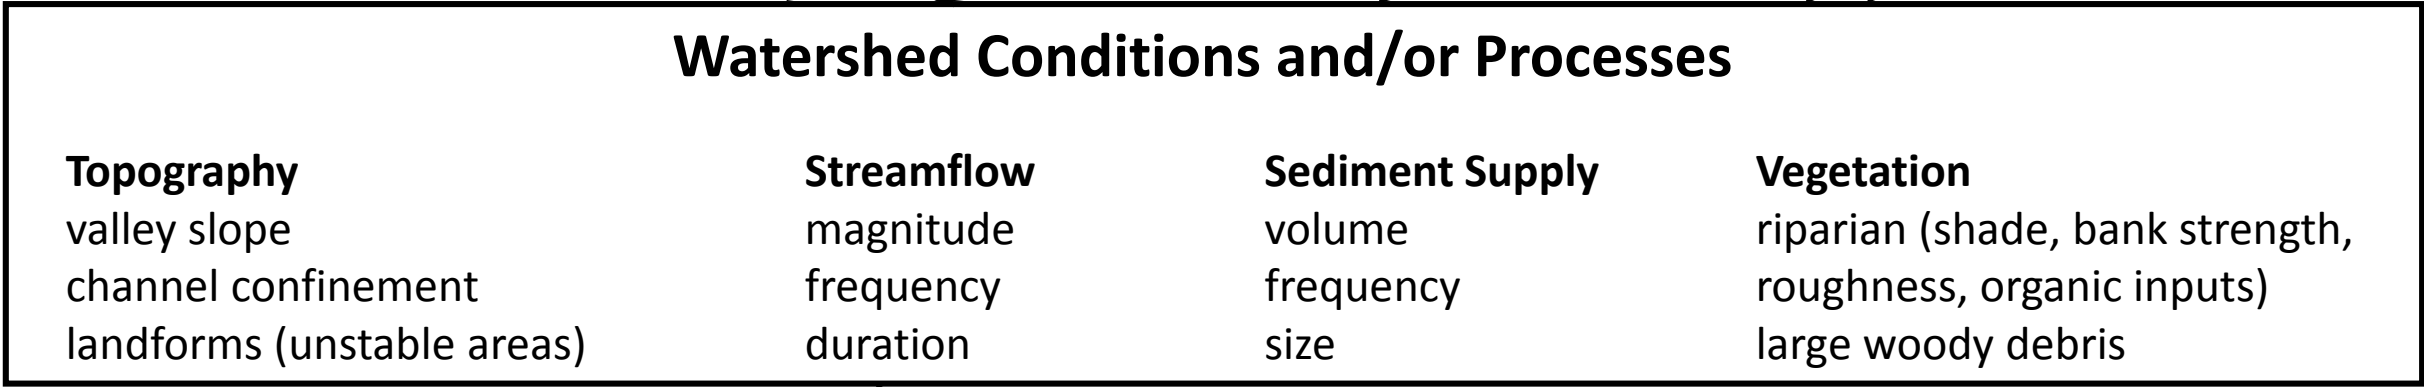 Watershed Conditions and/or Processes
Topography
valley slope
channel confinement
landforms (unstable areas)
Streamflow
magnitude
frequency
duration
Sediment Supply
volume
frequency
size
Vegetation
riparian (shade, bank strength,
roughness, organic inputs)
large woody debris